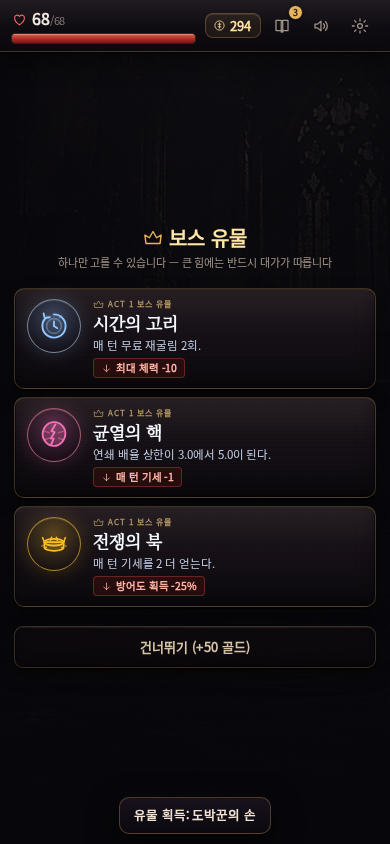 68/68
294
3
보스 유물
하나만 고를 수 있습니다 — 큰 힘에는 반드시 대가가 따릅니다
ACT 1 보스 유물
시간의 고리
매 턴 무료 재굴림 2회.
↓ 최대 체력 -10
ACT 1 보스 유물
균열의 핵
연쇄 배율 상한이 3.0에서 5.0이 된다.
↓ 매 턴 기세 -1
ACT 1 보스 유물
전쟁의 북
매 턴 기세를 2 더 얻는다.
↓ 방어도 획득 -25%
건너뛰기 (+50 골드)
유물 획득: 도박꾼의 손